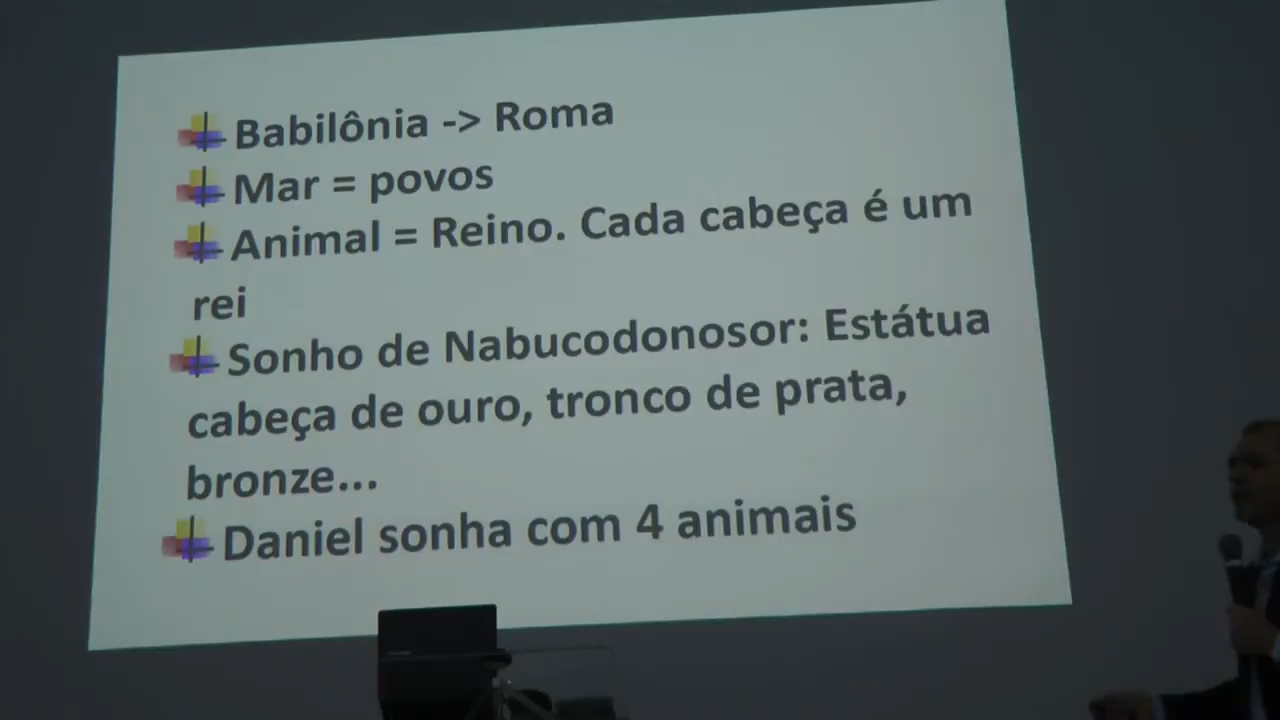 Babilônia -> Roma
Mar = povos
Animal = Reino. Cada cabeça é um
rei
Sonho de Nabucodonosor: Estátua
cabeça de ouro, tronco de prata,
bronze...
Daniel sonha com 4 animais